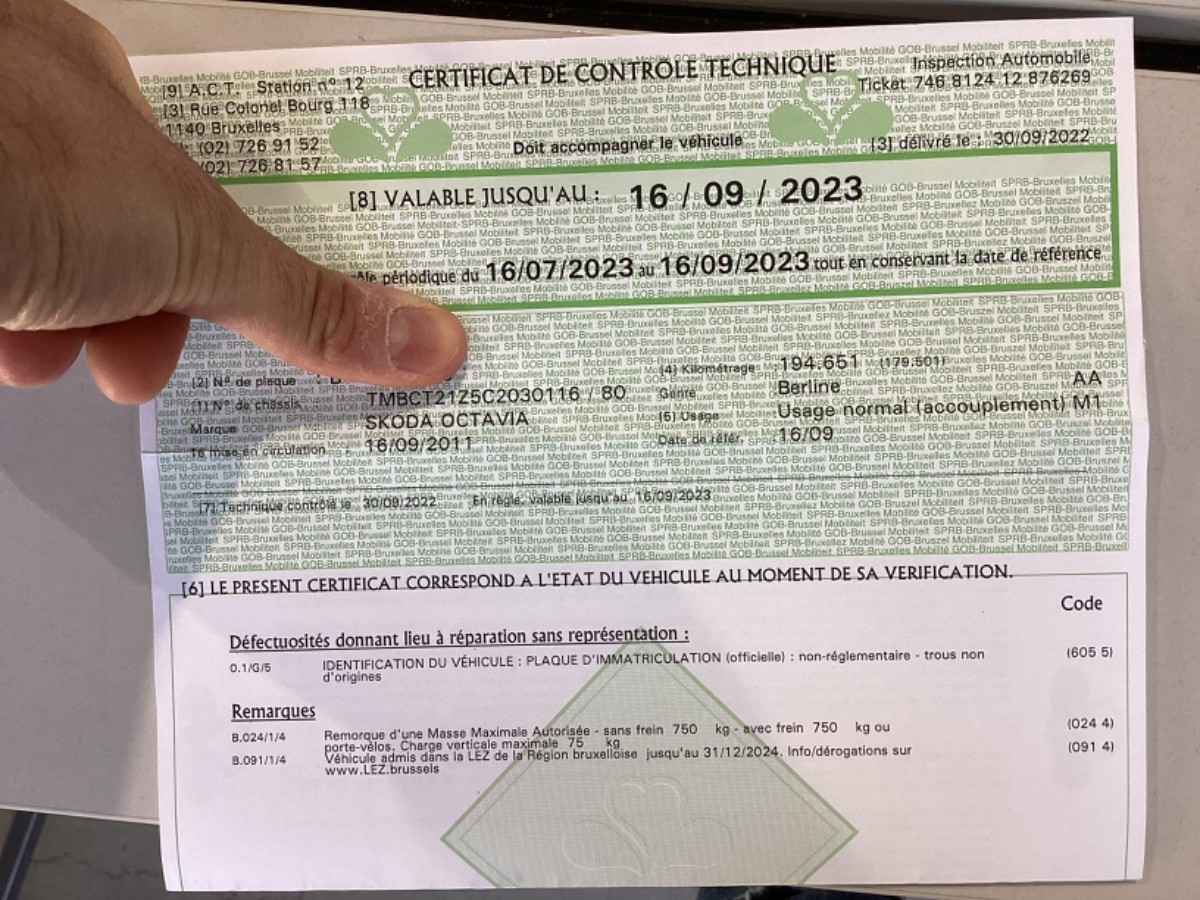 [9] A.C.T. Station nº 12
CERTIFICAT DE CONTROLE TECHNIQUE
Inspection Automobile
[3] Rue Colonel Bourg 118
Ticket 746 8124 12 876269
1140 Bruxelles
(02) 726 91 52
Doit accompagner le véhicule
[3] délivré le : 30/09/2022
(02) 726 81 57
[8] VALABLE JUSQU'AU : 16 / 09 / 2023
périodique du 16/07/2023 au 16/09/2023 tout en conservant la date de référence
[2] Nº de plaque :
[4] Kilométrage 194.651 (179.501)
[1] Nº de châssis TMBCT2125C2030116 / 80
Genre Berline AA
Marque SKODA OCTAVIA
[5] Usage Usage normal (accouplement) M1
1è mise en circulation 16/09/2011
Date de référ. 16/09
[7] Technique contrôlé le 30/09/2022 En règle, valable jusqu'au 16/09/2023
[6] LE PRESENT CERTIFICAT CORRESPOND A L'ETAT DU VEHICULE AU MOMENT DE SA VERIFICATION.
Code
Défectuosités donnant lieu à réparation sans représentation :
0.1/G/5 IDENTIFICATION DU VÉHICULE : PLAQUE D'IMMATRICULATION (officielle) : non-réglementaire - trous non (605 5)
d'origines
Remarques
B.024/1/4 Remorque d'une Masse Maximale Autorisée - sans frein 750 kg - avec frein 750 kg ou (024 4)
porte-vélos. Charge verticale maximale 75 kg
B.091/1/4 Véhicule admis dans la LEZ de la Région bruxelloise jusqu'au 31/12/2024. Info/dérogations sur (091 4)
www.LEZ.brussels